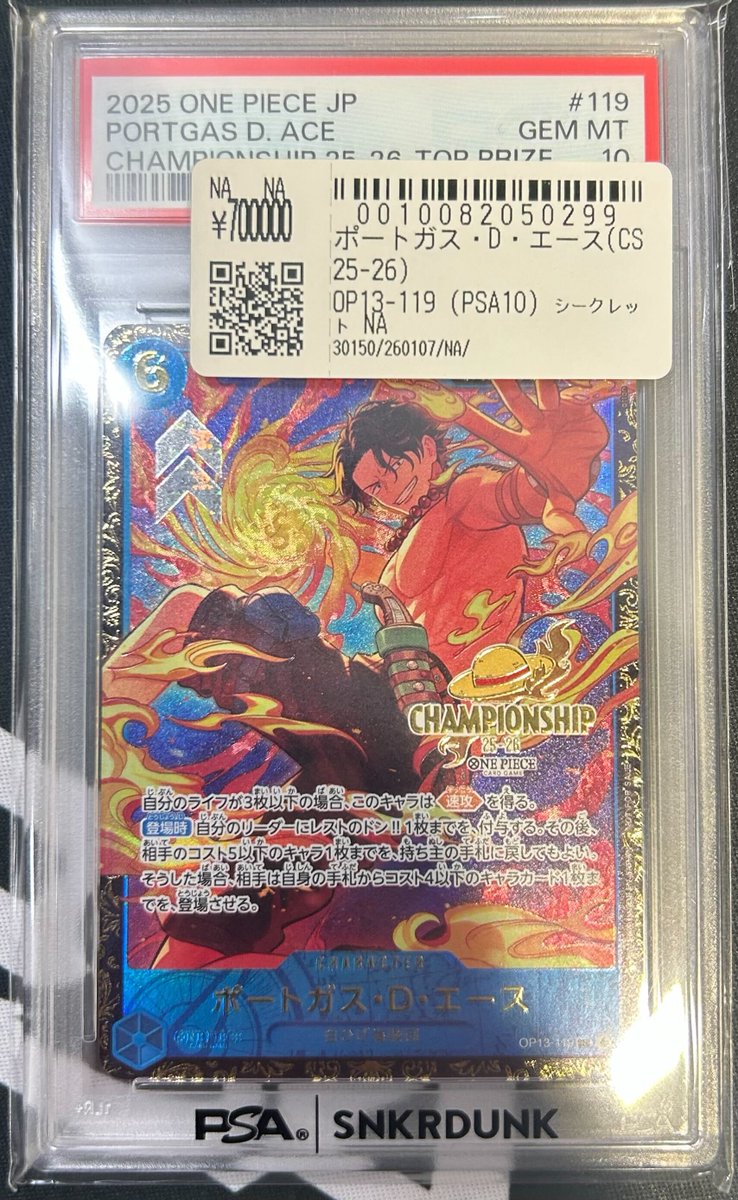 2025 ONE PIECE JP #119
PORTGAS D. ACE GEM MT
CHAMPIONSHIP 25-26-TOP PRIZE 10
NA NA
¥700000
0010082050299
ポートガス・D・エース(CS
25-26)
OP13-119 (PSA10) シークレッ
ト NA
30150/260107/NA/
6
CHAMPIONSHIP
25-26
ONE PIECE
CARD GAME
自分のライフが3枚以下の場合、このキャラは 速攻 を得る。
登場時 自分のリーダーにレストのドン!!1枚までを、付与する。その後、
相手のコスト5以下のキャラ1枚までを、持ち主の手札に戻してもよい。
そうした場合、相手は自身の手札からコスト4以下のキャラカード1枚ま
でを、登場させる。
CHARACTER
ポートガス・D・エース
白ひげ海賊団
OP13-119
PSA® | SNKRDUNK